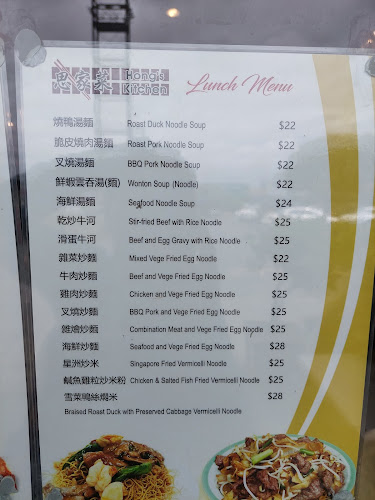 思家菜 Hong's Kitchen Lunch Menu
燒鴨湯麵 Roast Duck Noodle Soup $22
脆皮燒肉湯麵 Roast Pork Noodle Soup $22
叉燒湯麵 BBQ Pork Noodle Soup $22
鮮蝦雲吞湯(麵) Wonton Soup (Noodle) $22
海鮮湯麵 Seafood Noodle Soup $24
乾炒牛河 Stir-fried Beef with Rice Noodle $25
滑蛋牛河 Beef and Egg Gravy with Rice Noodle $25
雜菜炒麵 Mixed Vege Fried Egg Noodle $22
牛肉炒麵 Beef and Vege Fried Egg Noodle $25
雞肉炒麵 Chicken and Vege Fried Egg Noodle $25
叉燒炒麵 BBQ Pork and Vege Fried Egg Noodle $25
雜燴炒麵 Combination Meat and Vege Fried Egg Noodle $25
海鮮炒麵 Seafood and Vege Fried Egg Noodle $28
星洲炒米 Singapore Fried Vermicelli Noodle $25
鹹魚雞粒炒米粉 Chicken & Salted Fish Fried Vermicelli Noodle $25
雪菜鴨絲燜米 $28
Braised Roast Duck with Preserved Cabbage Vermicelli Noodle